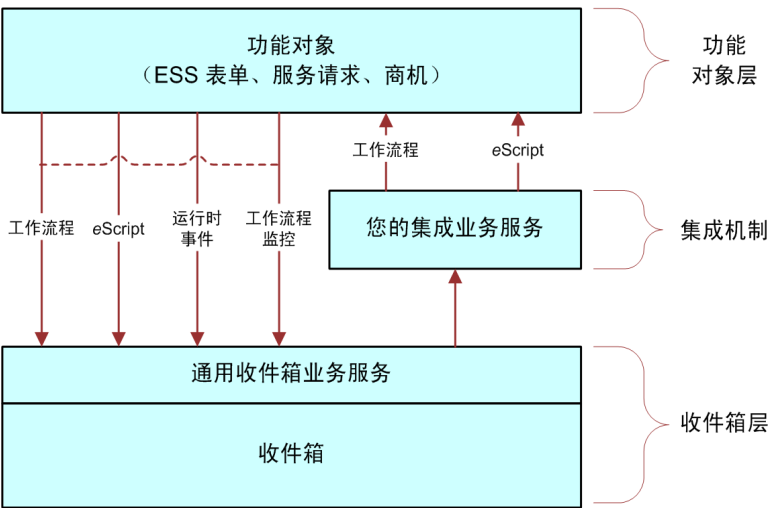 功能对象
（ESS 表单、服务请求、商机）
功能
对象层
工作流程
eScript
工作流程
eScript
运行时
事件
工作流程
监控
您的集成业务服务
集成机制
通用收件箱业务服务
收件箱
收件箱层